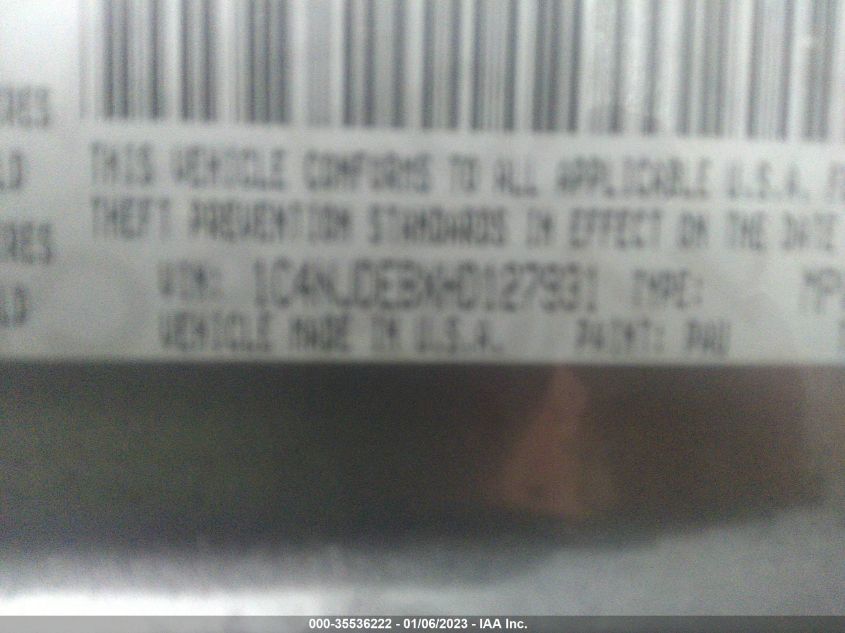 THIS VEHICLE CONFORMS TO ALL APPLICABLE U.S.A.
THEFT PREVENTION STANDARDS IN EFFECT ON THE DATE
VIN: 1C4NJDEBXHD127931 TYPE: MP
VEHICLE MADE IN U.S.A. PAINT: PAU
000-35536222 - 01/06/2023 - IAA Inc.